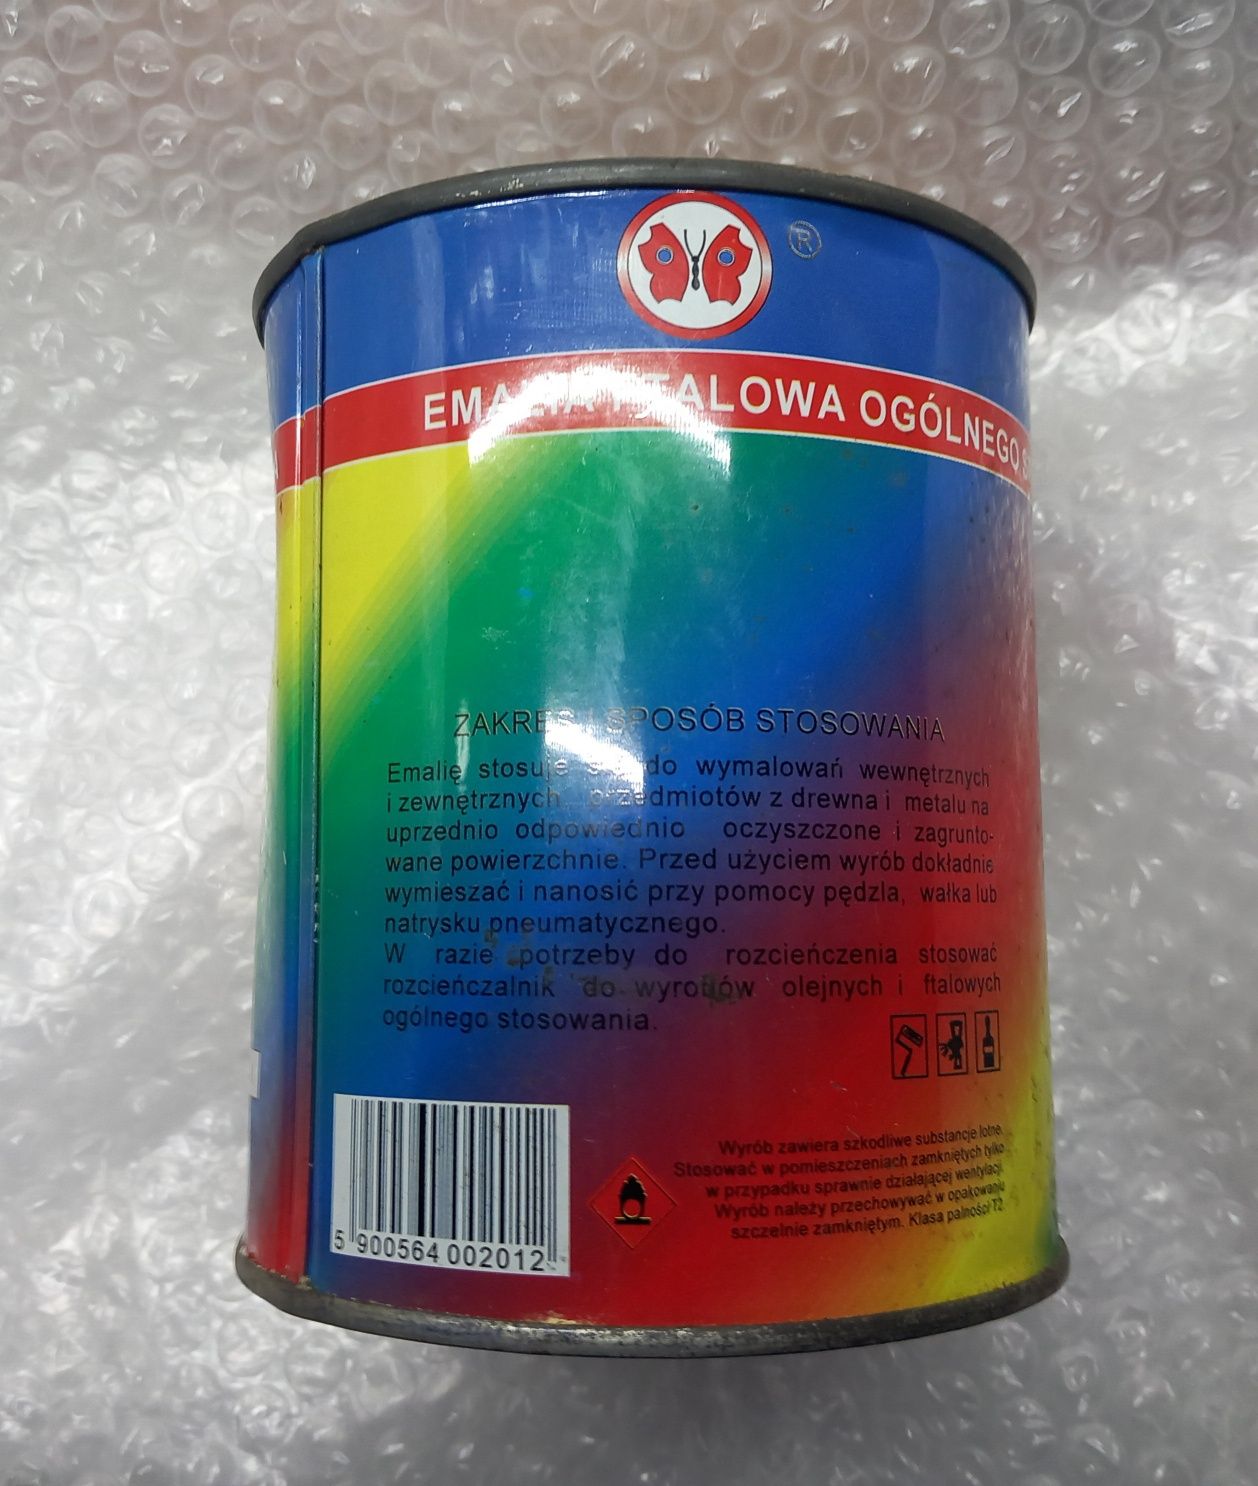 ®
EMALIA FTALOWA OGÓLNEGO
ZAKRES I SPOSÓB STOSOWANIA
Emalię stosuje się do wymalowań wewnętrznych
i zewnętrznych przedmiotów z drewna i metalu na
uprzednio odpowiednio oczyszczone i zagrunto-
wane powierzchnie. Przed użyciem wyrób dokładnie
wymieszać i nanosić przy pomocy pędzla, wałka lub
natrysku pneumatycznego.
W razie potrzeby do rozcieńczenia stosować
rozcieńczalnik do wyrobów olejnych i ftalowych
ogólnego stosowania.
Wyrób zawiera szkodliwe substancje lotne.
Stosować w pomieszczeniach zamkniętych tylko
w przypadku sprawnie działającej wentylacji.
Wyrób należy przechowywać w opakowaniu
szczelnie zamkniętym. Klasa palności T2
5 900564 002012